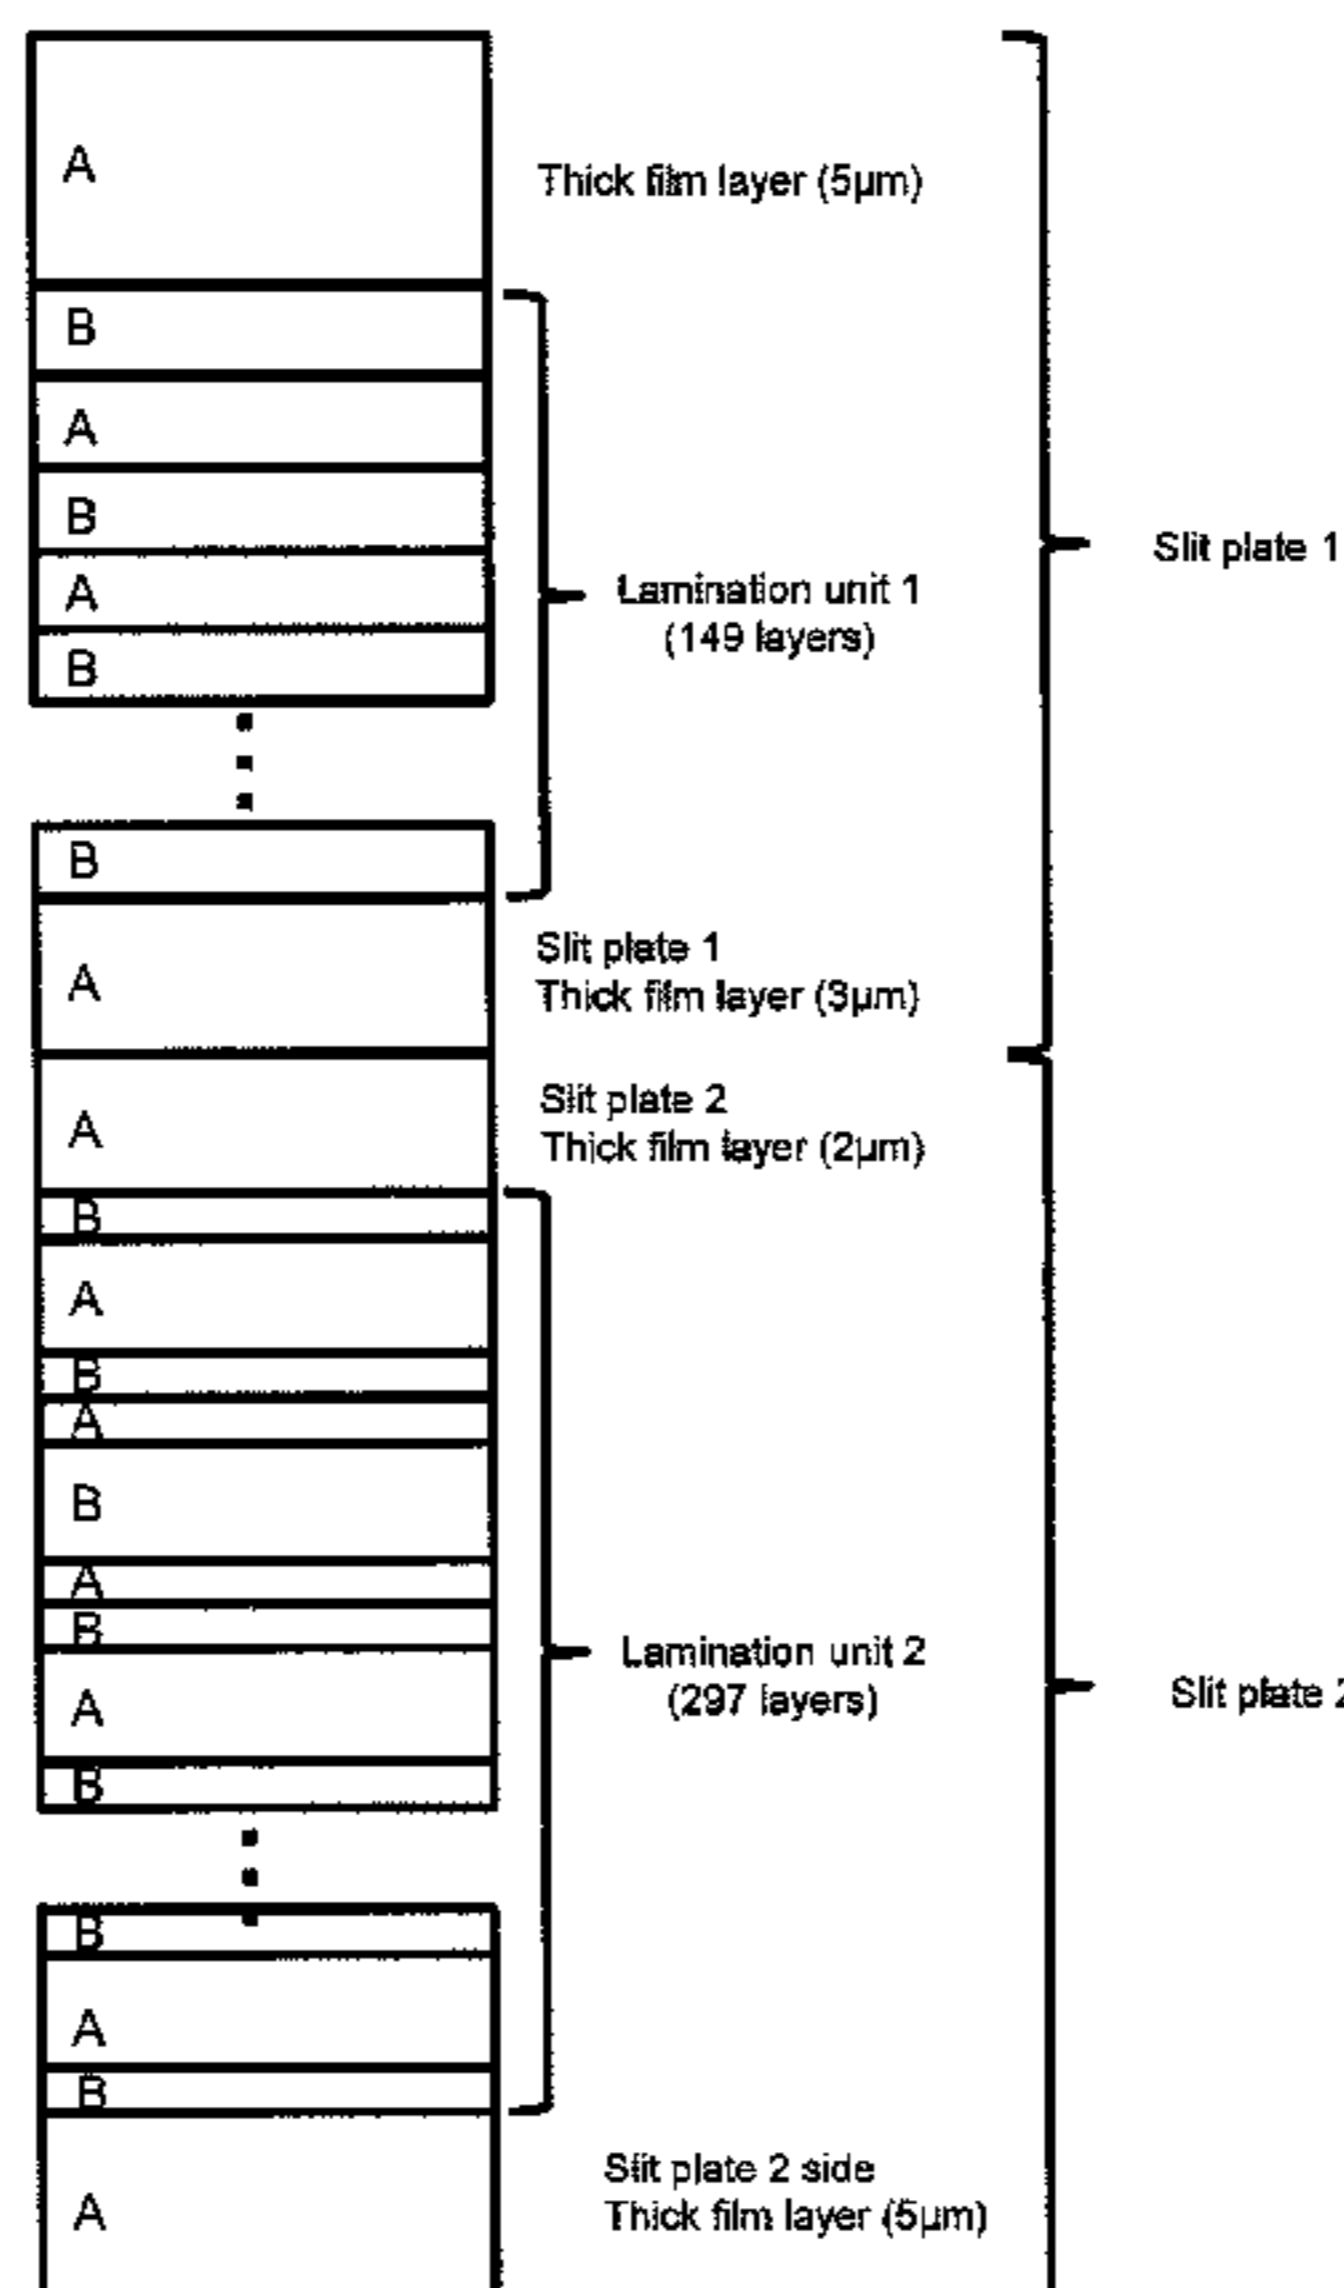 A
Thick film layer (5μm)
B
A
B
A
B
Lamination unit 1
(149 layers)
Slit plate 1
B
A
Slit plate 1
Thick film layer (3μm)
A
Slit plate 2
Thick film layer (2μm)
B
A
B
A
B
A
B
A
B
Lamination unit 2
(297 layers)
Slit plate 2
B
A
B
A
Slit plate 2 side
Thick film layer (5μm)